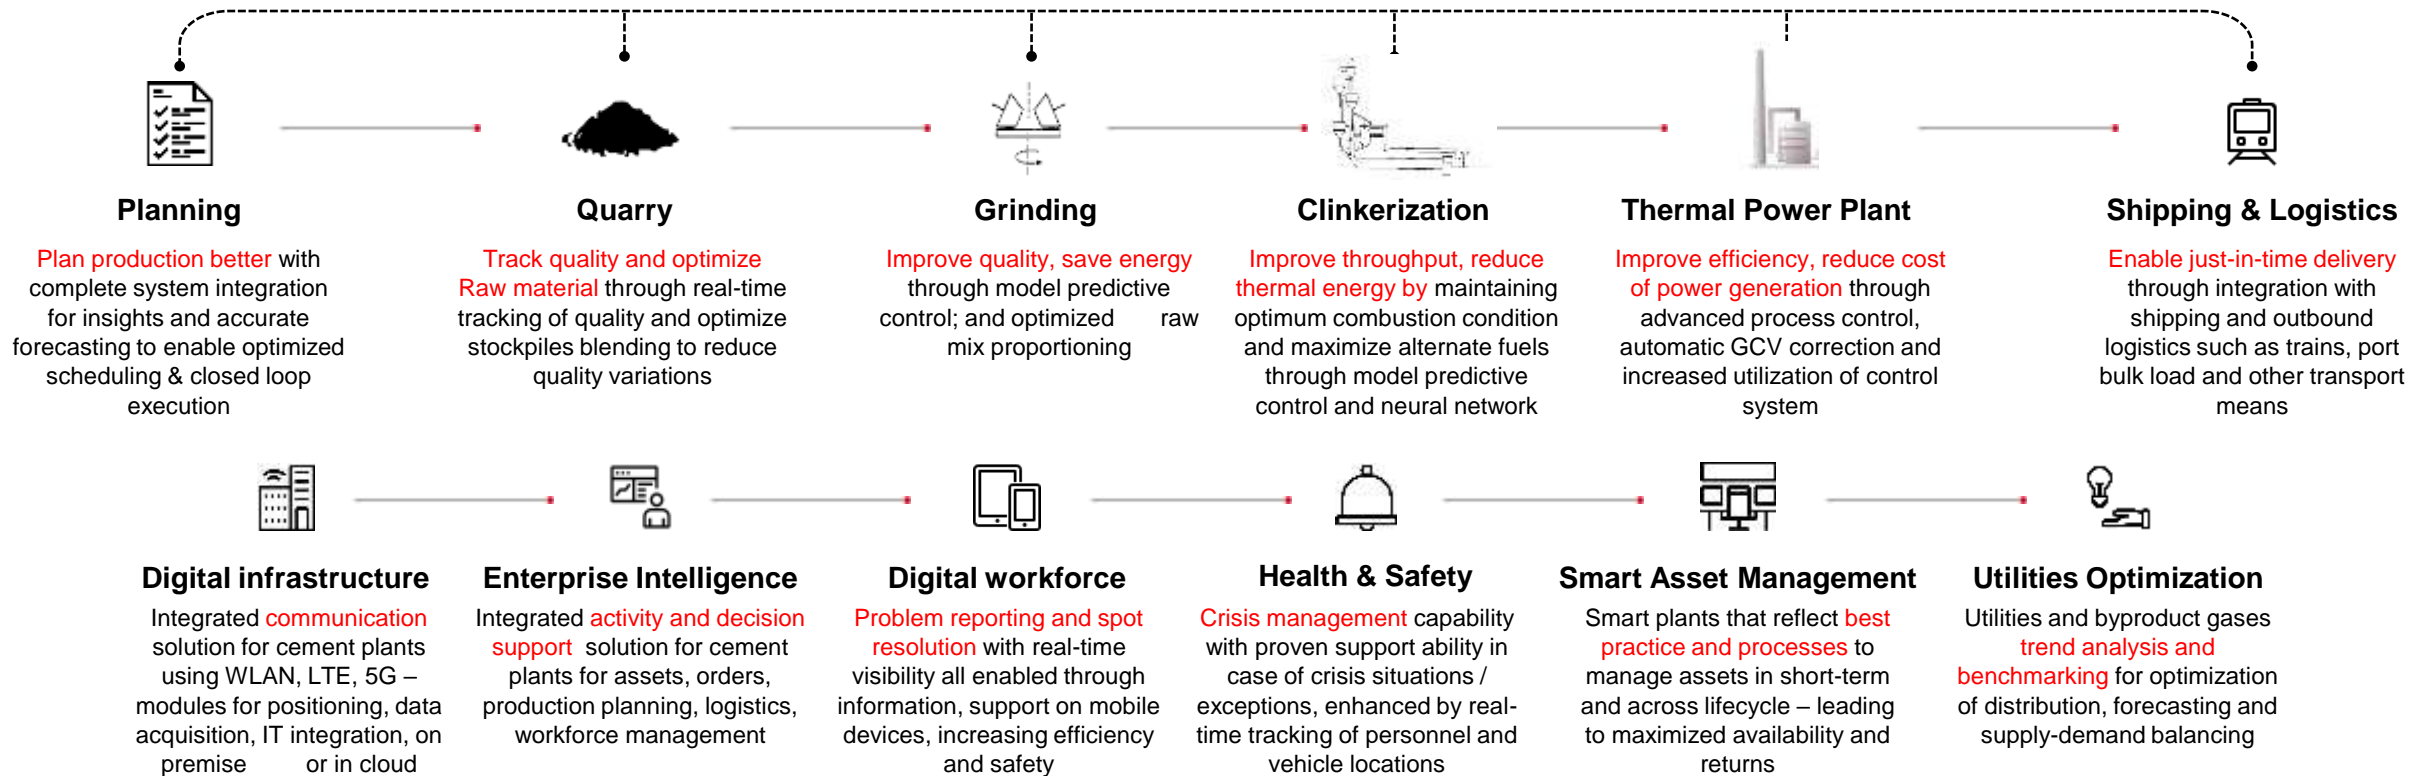 Planning
Plan production better with
complete system integration
for insights and accurate
forecasting to enable optimized
scheduling & closed loop
execution
Quarry
Track quality and optimize
Raw material through real-time
tracking of quality and optimize
stockpiles blending to reduce
quality variations
Grinding
Improve quality, save energy
through model predictive
control; and optimized raw
mix proportioning
Clinkerization
Improve throughput, reduce
thermal energy by maintaining
optimum combustion condition
and maximize alternate fuels
through model predictive
control and neural network
Thermal Power Plant
Improve efficiency, reduce cost
of power generation through
advanced process control,
automatic GCV correction and
increased utilization of control
system
Shipping & Logistics
Enable just-in-time delivery
through integration with
shipping and outbound
logistics such as trains, port
bulk load and other transport
means
Digital infrastructure
Integrated communication
solution for cement plants
using WLAN, LTE, 5G –
modules for positioning, data
acquisition, IT integration, on
premise or in cloud
Enterprise Intelligence
Integrated activity and decision
support solution for cement
plants for assets, orders,
production planning, logistics,
workforce management
Digital workforce
Problem reporting and spot
resolution with real-time
visibility all enabled through
information, support on mobile
devices, increasing efficiency
and safety
Health & Safety
Crisis management capability
with proven support ability in
case of crisis situations /
exceptions, enhanced by real-
time tracking of personnel and
vehicle locations
Smart Asset Management
Smart plants that reflect best
practice and processes to
manage assets in short-term
and across lifecycle – leading
to maximized availability and
returns
Utilities Optimization
Utilities and byproduct gases
trend analysis and
benchmarking for optimization
of distribution, forecasting and
supply-demand balancing